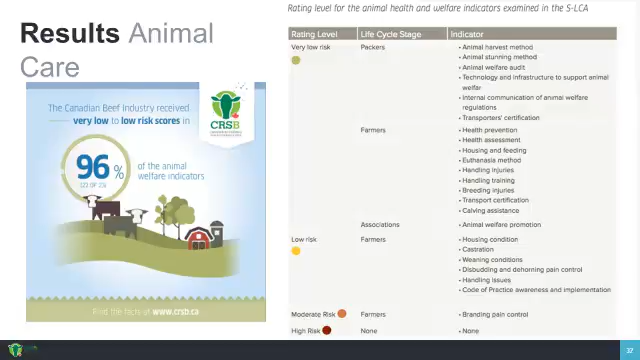 Results Animal
Care
The Canadian Beef Industry received
very low to low risk scores in
CRSB
96 %
of the animal
welfare indicators
Find the facts at www.crsb.ca
Rating level for the animal health and welfare indicators examined in the S-LCA
Rating Level Life Cycle Stage Indicator
Very low risk Packers • Animal harvest method
• Animal stunning method
• Animal welfare audit
• Technology and infrastructure to support animal
welfar
• Internal communication of animal welfare
regulations
• Transporters' certification
Farmers • Health prevention
• Health assessment
• Housing and feeding
• Euthanasia method
• Handling injuries
• Handling training
• Breeding injuries
• Transport certification
• Calving assistance
Associations • Animal welfare promotion
Low risk Farmers • Housing condition
• Castration
• Weaning conditions
• Disbudding and dehorning pain control
• Handling issues
• Code of Practice awareness and implementation
Moderate Risk Farmers • Branding pain control
High Risk None • None
37